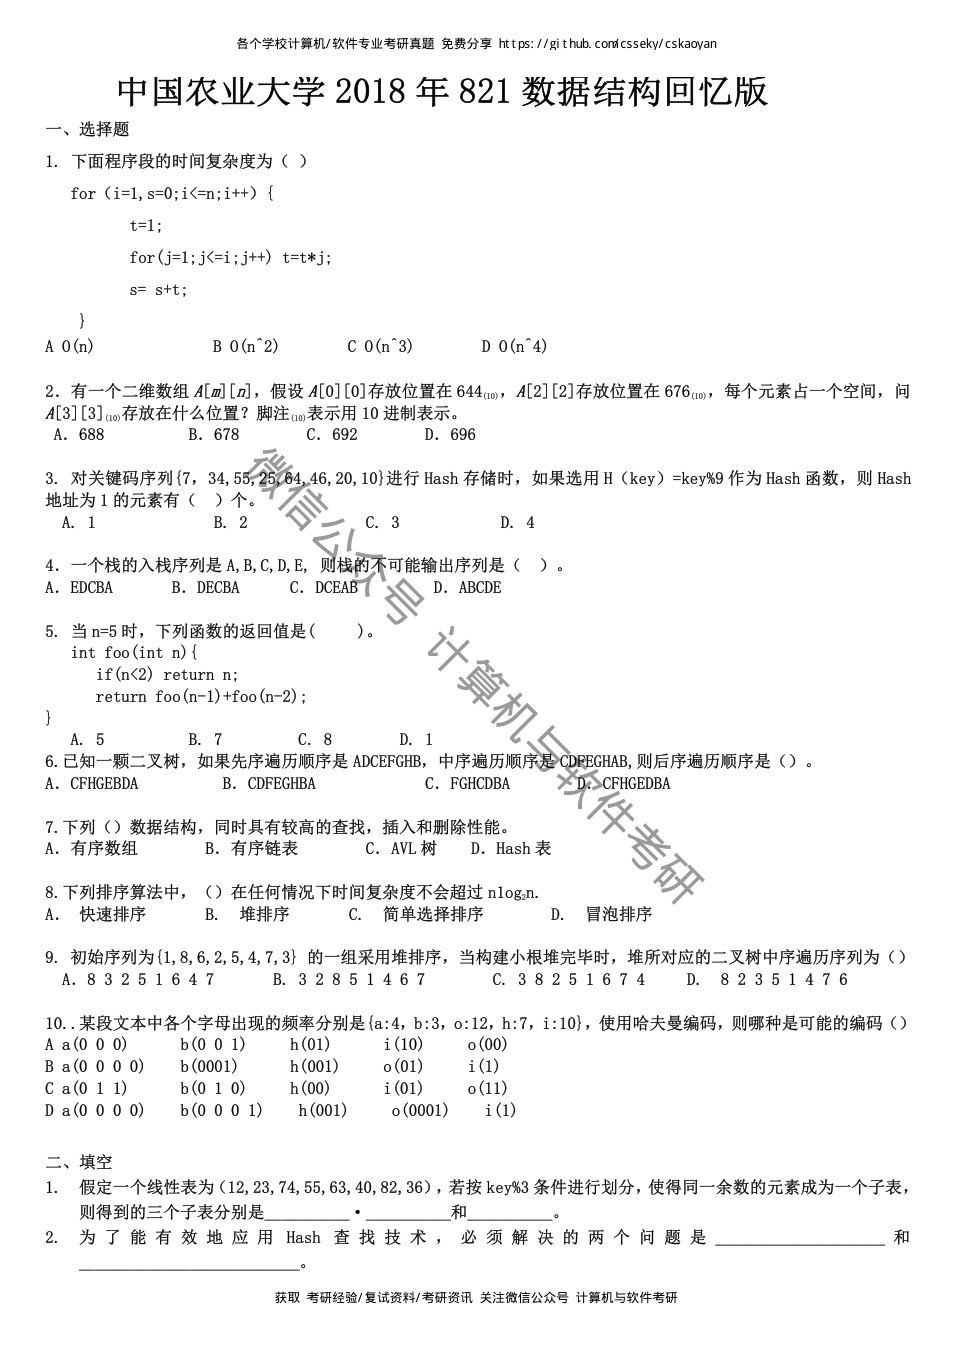 各个学校计算机/软件专业考研真题 免费分享 https://github.com/csseky/cskaoyan
中国农业大学 2018 年 821 数据结构回忆版
一、选择题
1. 下面程序段的时间复杂度为（ ）
for（i=1,s=0;i<=n;i++）{
t=1;
for(j=1;j<=i;j++) t=t*j;
s= s+t;
}
A O(n) B O(n^2) C O(n^3) D O(n^4)
2．有一个二维数组 A[m][n]，假设 A[0][0]存放位置在 644(10)，A[2][2]存放位置在 676(10)，每个元素占一个空间，问
A[3][3](10)存放在什么位置？脚注(10)表示用 10 进制表示。
A．688 B．678 C．692 D．696
3. 对关键码序列{7，34,55,25,64,46,20,10}进行 Hash 存储时，如果选用 H（key）=key%9 作为 Hash 函数，则 Hash
地址为 1 的元素有（ ）个。
A. 1 B. 2 C. 3 D. 4
4．一个栈的入栈序列是 A,B,C,D,E, 则栈的不可能输出序列是（ ）。
A．EDCBA B．DECBA C．DCEAB D．ABCDE
5. 当 n=5 时，下列函数的返回值是( )。
int foo(int n){
if(n<2) return n;
return foo(n-1)+foo(n-2);
}
A. 5 B. 7 C. 8 D. 1
6.已知一颗二叉树，如果先序遍历顺序是 ADCEFGHB，中序遍历顺序是 CDFEGHAB,则后序遍历顺序是（）。
A．CFHGEBDA B．CDFEGHBA C．FGHCDBA D．CFHGEDBA
7.下列（）数据结构，同时具有较高的查找，插入和删除性能。
A．有序数组 B．有序链表 C．AVL 树 D．Hash 表
8.下列排序算法中，（）在任何情况下时间复杂度不会超过 nlog2n.
A． 快速排序 B. 堆排序 C. 简单选择排序 D. 冒泡排序
9. 初始序列为{1,8,6,2,5,4,7,3} 的一组采用堆排序，当构建小根堆完毕时，堆所对应的二叉树中序遍历序列为（）
A．8 3 2 5 1 6 4 7 B. 3 2 8 5 1 4 6 7 C. 3 8 2 5 1 6 7 4 D. 8 2 3 5 1 4 7 6
10..某段文本中各个字母出现的频率分别是{a:4，b:3，o:12，h:7，i:10}，使用哈夫曼编码，则哪种是可能的编码（）
A a(0 0 0) b(0 0 1) h(01) i(10) o(00)
B a(0 0 0 0) b(0001) h(001) o(01) i(1)
C a(0 1 1) b(0 1 0) h(00) i(01) o(11)
D a(0 0 0 0) b(0 0 0 1) h(001) o(0001) i(1)
二、填空
1. 假定一个线性表为（12,23,74,55,63,40,82,36），若按 key%3 条件进行划分，使得同一余数的元素成为一个子表，
则得到的三个子表分别是__________·__________和__________。
2. 为了能有效地应用 Hash 查找技术，必须解决的两个问题是____________________和
__________________________。
获取 考研经验/复试资料/考研资讯 关注微信公众号 计算机与软件考研
微信公众号 计算机与软件考研